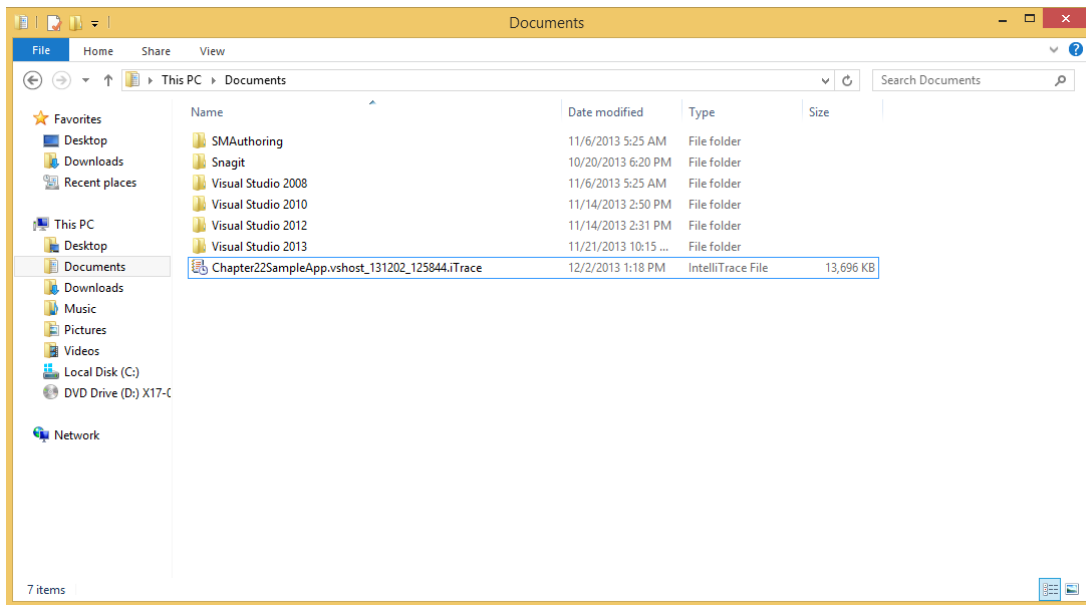 Documents
File Home Share View
This PC Documents Search Documents
Name Date modified Type Size
Favorites
Desktop
Downloads
Recent places
This PC
Desktop
Documents
Downloads
Music
Pictures
Videos
Local Disk (C:)
DVD Drive (D:) X17-
Network
SMAuthoring 11/6/2013 5:25 AM File folder
Snagit 10/20/2013 6:20 PM File folder
Visual Studio 2008 11/6/2013 5:25 AM File folder
Visual Studio 2010 11/14/2013 2:50 PM File folder
Visual Studio 2012 11/14/2013 2:31 PM File folder
Visual Studio 2013 11/21/2013 10:15 ... File folder
Chapter22SampleApp.vshost_131202_125844.iTrace 12/2/2013 1:18 PM IntelliTrace File 13,696 KB
7 items